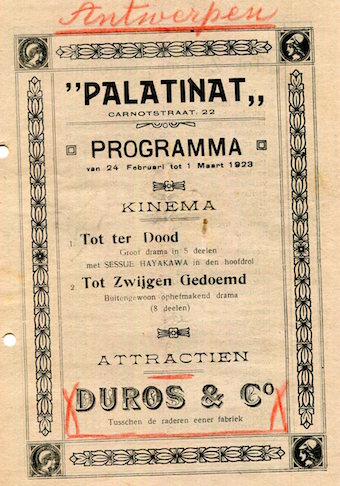 Antwerpen
"PALATINAT„
CARNOTSTRAAT, 22
PROGRAMMA
van 24 Februari tot 1 Maart 1923
KINEMA
1. Tot ter Dood
Groot drama in 5 deelen
met SESSUE HAYAKAWA in den hoofdrol
2. Tot Zwijgen Gedoemd
Buitengewoon ophefmakend drama
(8 deelen)
ATTRACTIEN
DUROS & Co
Tusschen de raderen eener fabriek